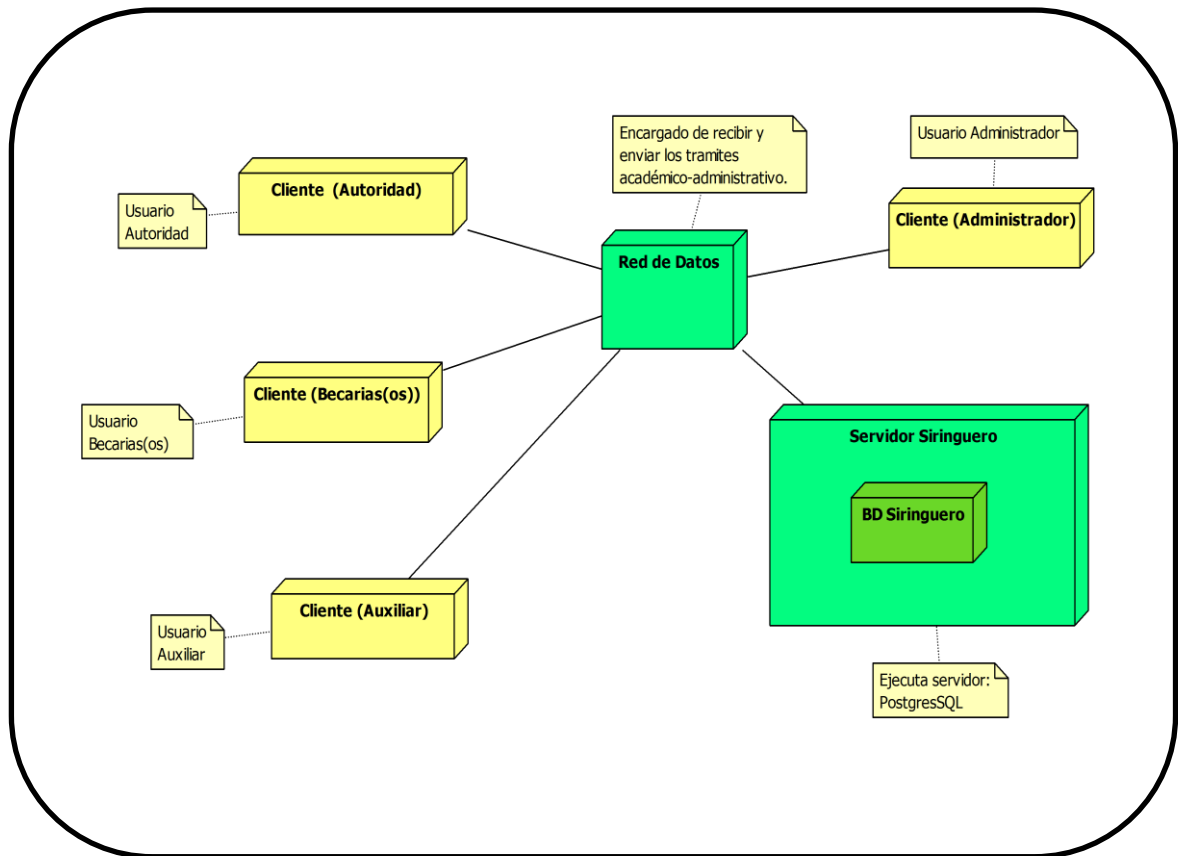 Encargado de recibir y
enviar los tramites
académico-administrativo.
Usuario Administrador
Cliente (Autoridad)
Usuario
Autoridad
Cliente (Administrador)
Red de Datos
Cliente (Becarias(os))
Usuario
Becarias(os)
Servidor Siringuero
BD Siringuero
Cliente (Auxiliar)
Usuario
Auxiliar
Ejecuta servidor:
PostgresSQL